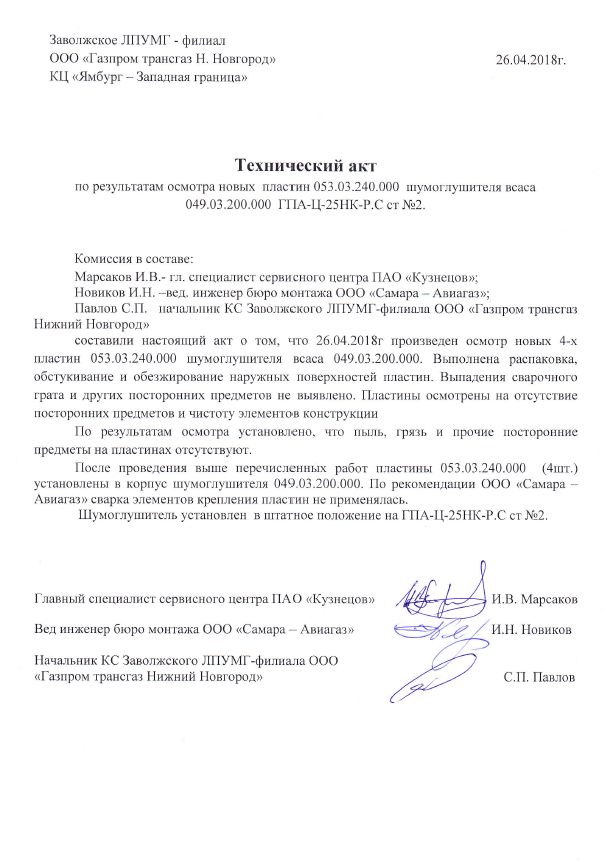 Заволжское ЛПУМГ - филиал
ООО «Газпром трансгаз Н. Новгород» 26.04.2018г.
КЦ «Ямбург – Западная граница»
Технический акт
по результатам осмотра новых пластин 053.03.240.000 шумоглушителя всаса
049.03.200.000 ГПА-Ц-25НК-Р.С ст №2.
Комиссия в составе:
Марсаков И.В.- гл. специалист сервисного центра ПАО «Кузнецов»;
Новиков И.Н. –вед. инженер бюро монтажа ООО «Самара – Авиагаз»;
Павлов С.П. начальник КС Заволжского ЛПУМГ-филиала ООО «Газпром трансгаз
Нижний Новгород»
составили настоящий акт о том, что 26.04.2018г произведен осмотр новых 4-х
пластин 053.03.240.000 шумоглушителя всаса 049.03.200.000. Выполнена распаковка,
обстукивание и обезжирование наружных поверхностей пластин. Выпадения сварочного
грата и других посторонних предметов не выявлено. Пластины осмотрены на отсутствие
посторонних предметов и чистоту элементов конструкции
По результатам осмотра установлено, что пыль, грязь и прочие посторонние
предметы на пластинах отсутствуют.
После проведения выше перечисленных работ пластины 053.03.240.000 (4шт.)
установлены в корпус шумоглушителя 049.03.200.000. По рекомендации ООО «Самара –
Авиагаз» сварка элементов крепления пластин не применялась.
Шумоглушитель установлен в штатное положение на ГПА-Ц-25НК-Р.С ст №2.
Главный специалист сервисного центра ПАО «Кузнецов» И.В. Марсаков
Вед инженер бюро монтажа ООО «Самара – Авиагаз» И.Н. Новиков
Начальник КС Заволжского ЛПУМГ-филиала ООО
«Газпром трансгаз Нижний Новгород» С.П. Павлов